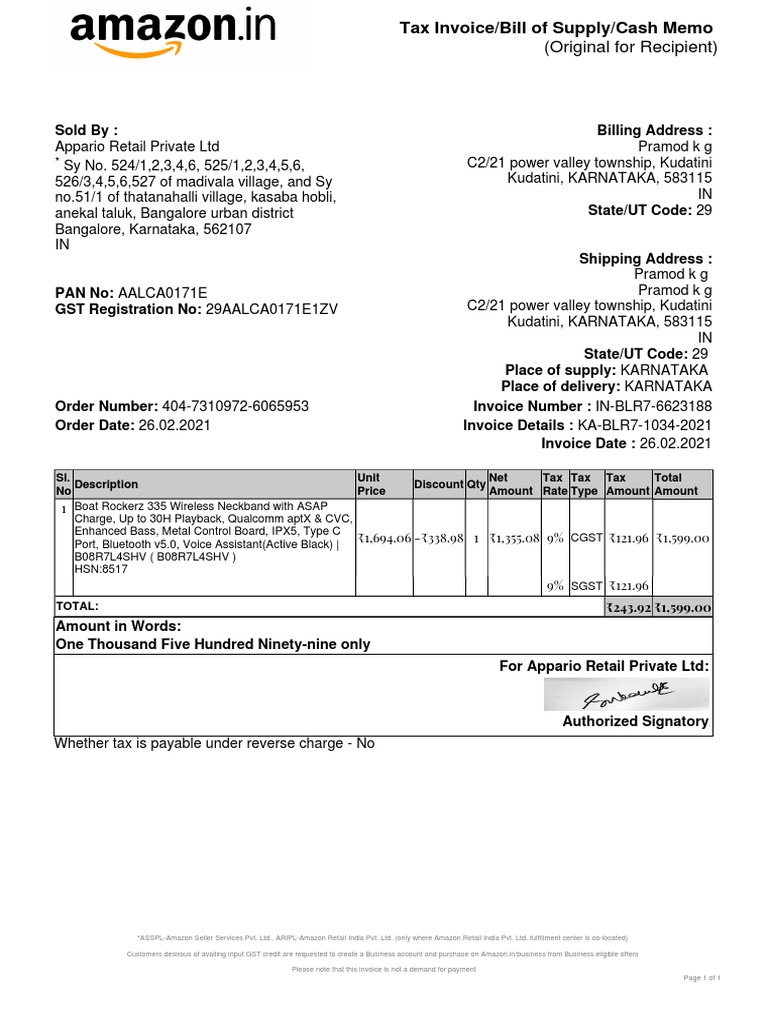 amazon.in
Tax Invoice/Bill of Supply/Cash Memo
(Original for Recipient)
Sold By :
Appario Retail Private Ltd
* Sy No. 524/1,2,3,4,6, 525/1,2,3,4,5,6,
526/3,4,5,6,527 of madivala village, and Sy
no.51/1 of thatanahalli village, kasaba hobli,
anekal taluk, Bangalore urban district
Bangalore, Karnataka, 562107
IN
PAN No: AALCA0171E
GST Registration No: 29AALCA0171E1ZV
Billing Address :
Pramod k g
C2/21 power valley township, Kudatini
Kudatini, KARNATAKA, 583115
IN
State/UT Code: 29
Shipping Address :
Pramod k g
Pramod k g
C2/21 power valley township, Kudatini
Kudatini, KARNATAKA, 583115
IN
State/UT Code: 29
Place of supply: KARNATAKA
Place of delivery: KARNATAKA
Order Number: 404-7310972-6065953
Order Date: 26.02.2021
Invoice Number : IN-BLR7-6623188
Invoice Details : KA-BLR7-1034-2021
Invoice Date : 26.02.2021
Sl. No Description Unit Price Discount Qty Net Amount Tax Rate Tax Type Tax Amount Total Amount
1 Boat Rockerz 335 Wireless Neckband with ASAP
Charge, Up to 30H Playback, Qualcomm aptX & CVC,
Enhanced Bass, Metal Control Board, IPX5, Type C
Port, Bluetooth v5.0, Voice Assistant(Active Black) |
B08R7L4SHV ( B08R7L4SHV )
HSN:8517
₹1,694.06 -₹338.98 1 ₹1,355.08 9% CGST ₹121.96 ₹1,599.00
9% SGST ₹121.96
TOTAL: ₹243.92 ₹1,599.00
Amount in Words:
One Thousand Five Hundred Ninety-nine only
For Appario Retail Private Ltd:
Authorized Signatory
Whether tax is payable under reverse charge - No
*ASSPL-Amazon Seller Services Pvt. Ltd., ARIPL-Amazon Retail India Pvt. Ltd. (only where Amazon Retail India Pvt. Ltd. fulfillment center is co-located)
Customers desirous of availing input GST credit are requested to create a Business account and purchase on Amazon.in/business from Business eligible offers
Please note that this invoice is not a demand for payment
Page 1 of 1